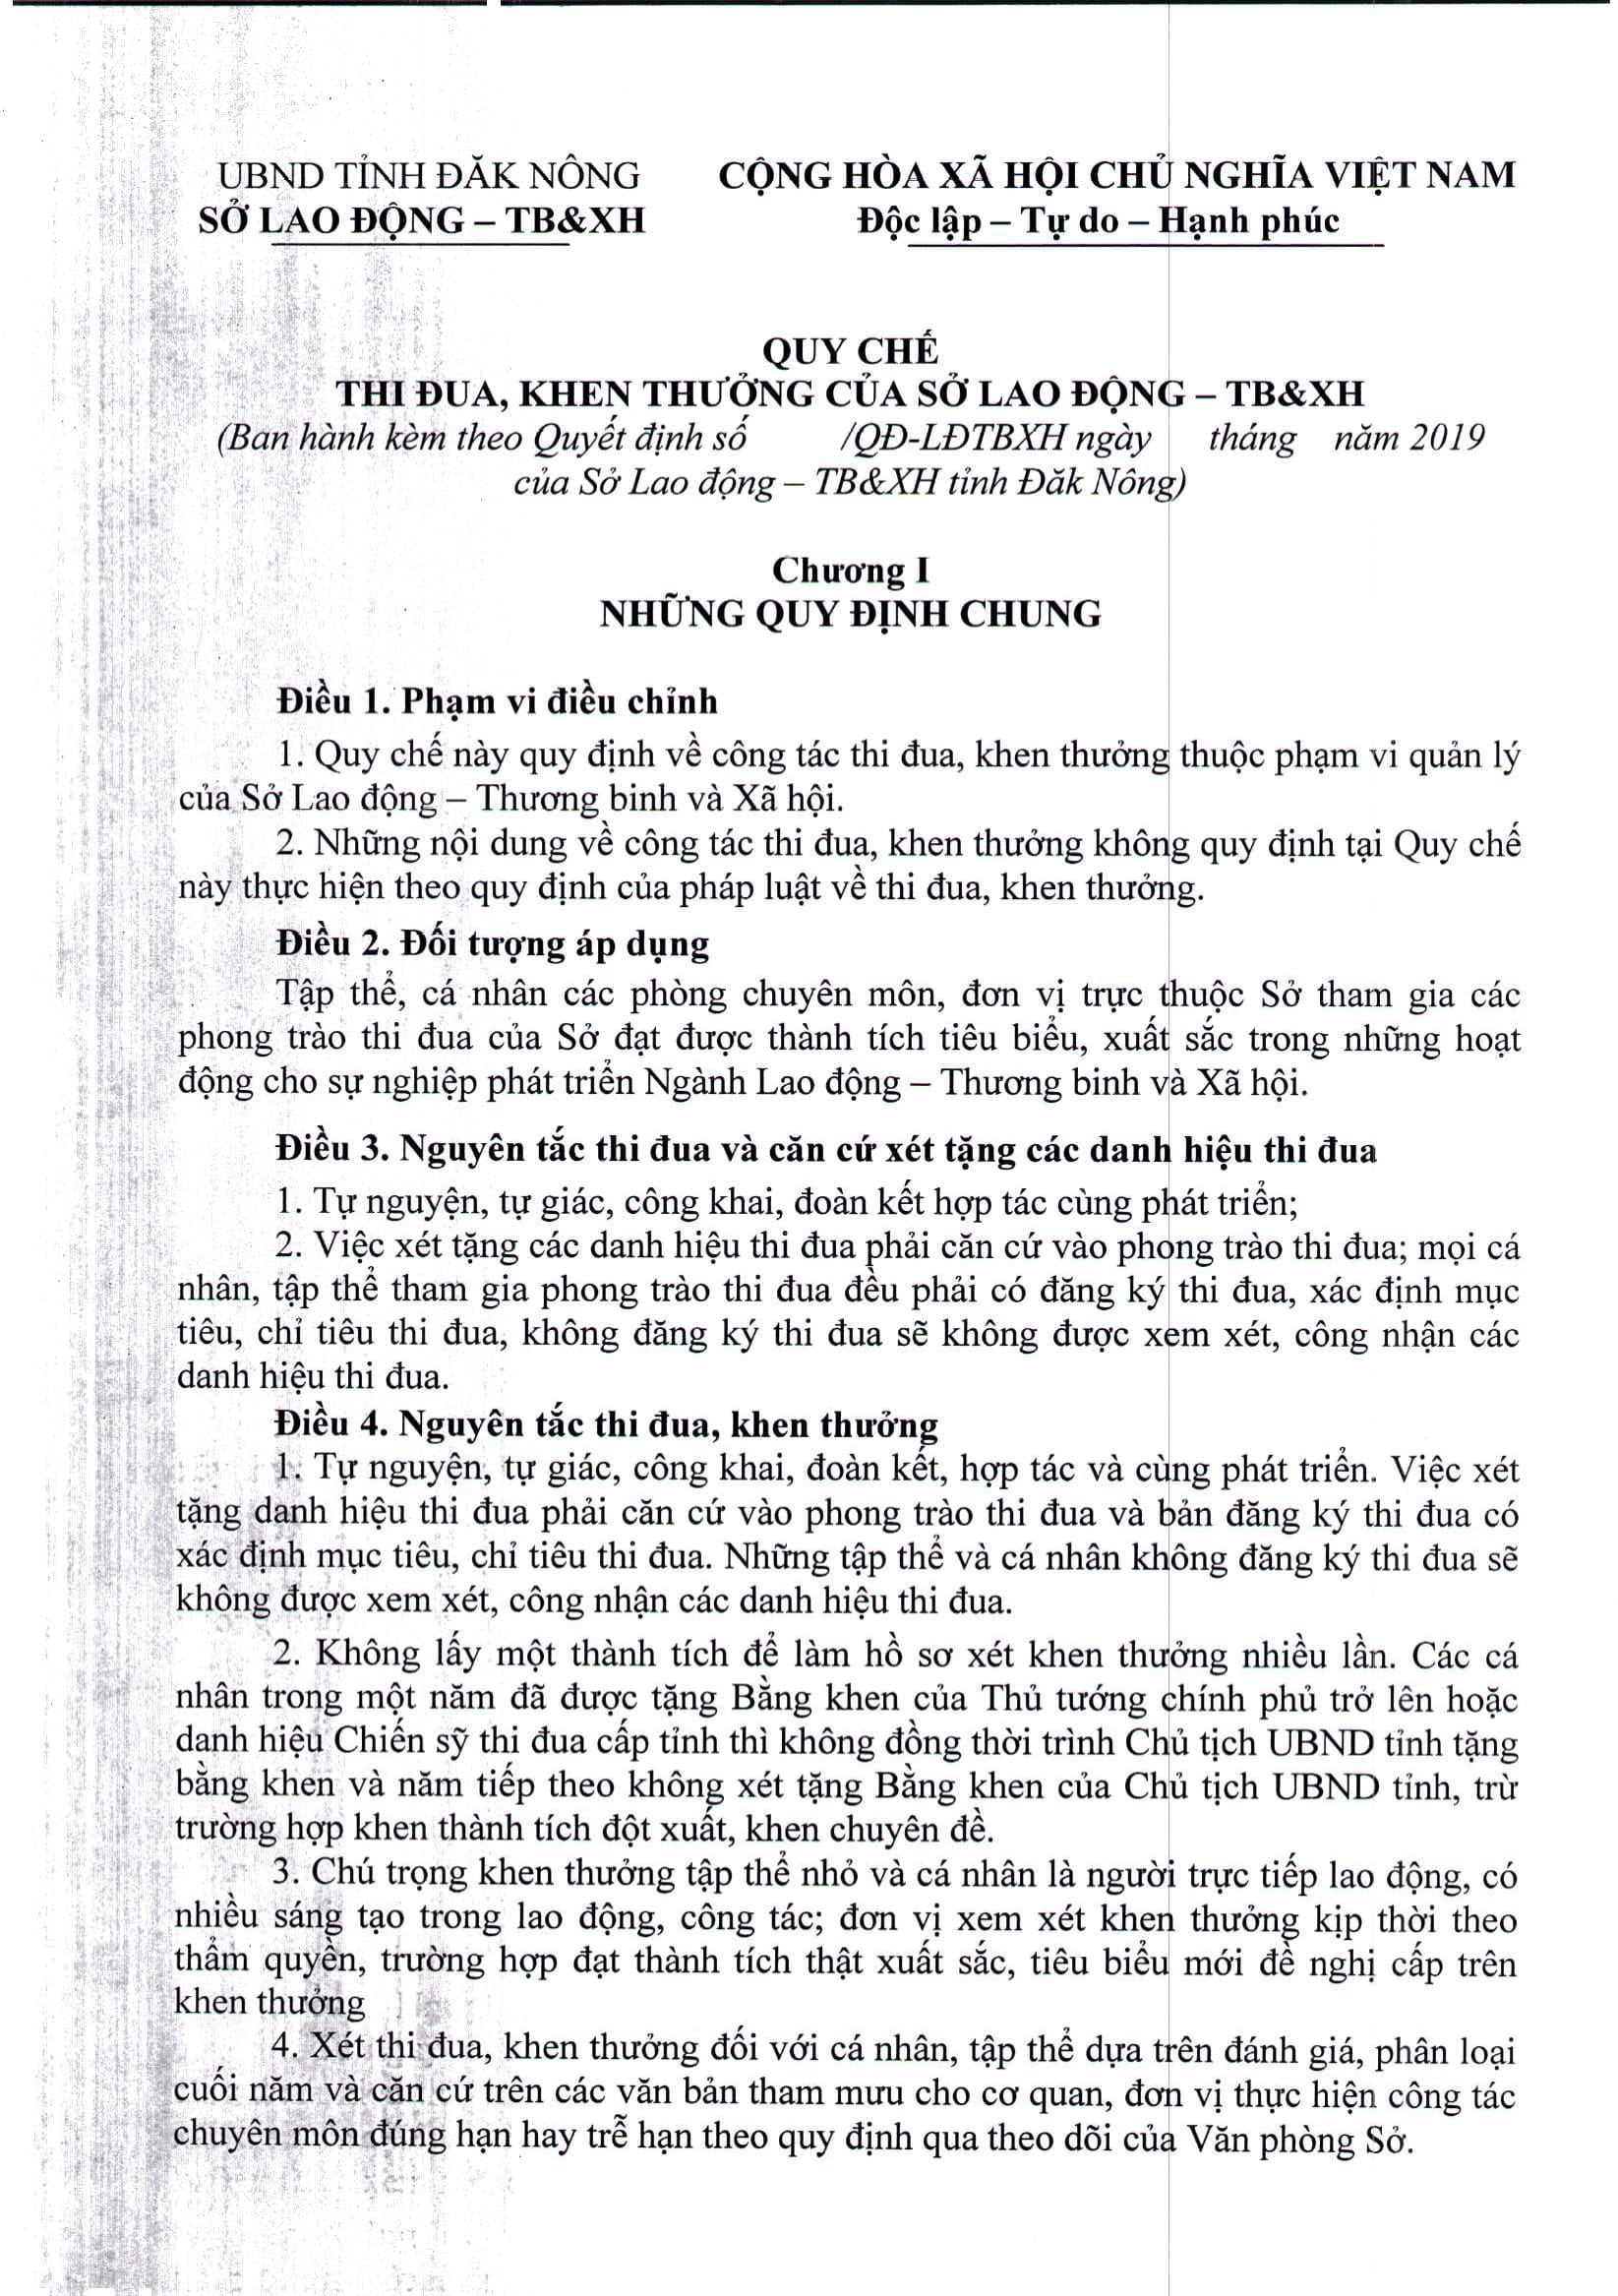 UBND TỈNH ĐĂK NÔNG
SỞ LAO ĐỘNG – TB&XH
CỘNG HÒA XÃ HỘI CHỦ NGHĨA VIỆT NAM
Độc lập – Tự do – Hạnh phúc
QUY CHẾ
THI ĐUA, KHEN THƯỞNG CỦA SỞ LAO ĐỘNG – TB&XH
(Ban hành kèm theo Quyết định số /QĐ-LĐTBXH ngày tháng năm 2019
của Sở Lao động – TB&XH tỉnh Đăk Nông)
Chương I
NHỮNG QUY ĐỊNH CHUNG
Điều 1. Phạm vi điều chỉnh
1. Quy chế này quy định về công tác thi đua, khen thưởng thuộc phạm vi quản lý
của Sở Lao động – Thương binh và Xã hội.
2. Những nội dung về công tác thi đua, khen thưởng không quy định tại Quy chế
này thực hiện theo quy định của pháp luật về thi đua, khen thưởng.
Điều 2. Đối tượng áp dụng
Tập thể, cá nhân các phòng chuyên môn, đơn vị trực thuộc Sở tham gia các
phong trào thi đua của Sở đạt được thành tích tiêu biểu, xuất sắc trong những hoạt
động cho sự nghiệp phát triển Ngành Lao động – Thương binh và Xã hội.
Điều 3. Nguyên tắc thi đua và căn cứ xét tặng các danh hiệu thi đua
1. Tự nguyện, tự giác, công khai, đoàn kết hợp tác cùng phát triển;
2. Việc xét tặng các danh hiệu thi đua phải căn cứ vào phong trào thi đua; mọi cá
nhân, tập thể tham gia phong trào thi đua đều phải có đăng ký thi đua, xác định mục
tiêu, chỉ tiêu thi đua, không đăng ký thi đua sẽ không được xem xét, công nhận các
danh hiệu thi đua.
Điều 4. Nguyên tắc thi đua, khen thưởng
1. Tự nguyện, tự giác, công khai, đoàn kết, hợp tác và cùng phát triển. Việc xét
tặng danh hiệu thi đua phải căn cứ vào phong trào thi đua và bản đăng ký thi đua có
xác định mục tiêu, chỉ tiêu thi đua. Những tập thể và cá nhân không đăng ký thi đua sẽ
không được xem xét, công nhận các danh hiệu thi đua.
2. Không lấy một thành tích để làm hồ sơ xét khen thưởng nhiều lần. Các cá
nhân trong một năm đã được tặng Bằng khen của Thủ tướng chính phủ trở lên hoặc
danh hiệu Chiến sỹ thi đua cấp tỉnh thì không đồng thời trình Chủ tịch UBND tỉnh tặng
bằng khen và năm tiếp theo không xét tặng Bằng khen của Chủ tịch UBND tỉnh, trừ
trường hợp khen thành tích đột xuất, khen chuyên đề.
3. Chú trọng khen thưởng tập thể nhỏ và cá nhân là người trực tiếp lao động, có
nhiều sáng tạo trong lao động, công tác; đơn vị xem xét khen thưởng kịp thời theo
thẩm quyền, trường hợp đạt thành tích thật xuất sắc, tiêu biểu mới đề nghị cấp trên
khen thưởng
4. Xét thi đua, khen thưởng đối với cá nhân, tập thể dựa trên đánh giá, phân loại
cuối năm và căn cứ trên các văn bản tham mưu cho cơ quan, đơn vị thực hiện công tác
chuyên môn đúng hạn hay trễ hạn theo quy định qua theo dõi của Văn phòng Sở.